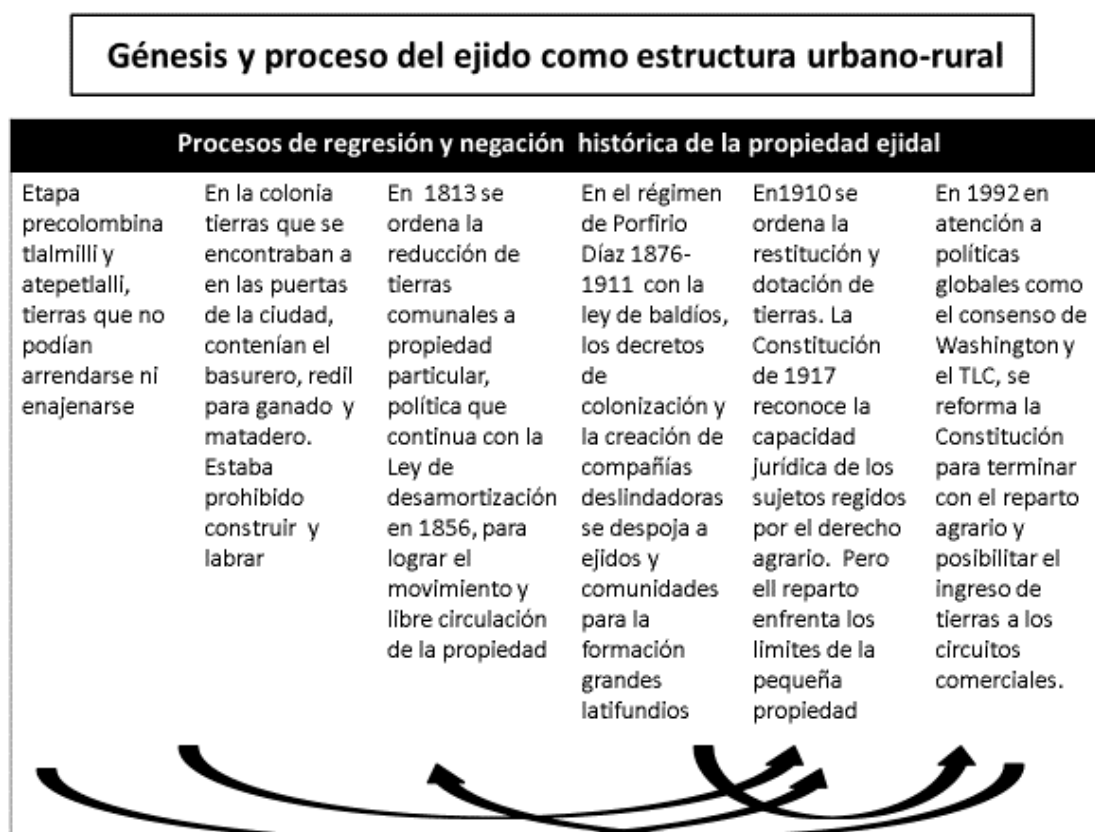 Génesis y proceso del ejido como estructura urbano-rural
Procesos de regresión y negación histórica de la propiedad ejidal
Etapa
precolombina
tlalmilli y
atepetlalli,
tierras que no
podían
arrendarse ni
enajenarse
En la colonia
tierras que se
encontraban a
en las puertas
de la ciudad,
contenían el
basurero, redil
para ganado y
matadero.
Estaba
prohibido
construir y
labrar
En 1813 se
ordena la
reducción de
tierras
comunales a
propiedad
particular,
política que
continua con la
Ley de
desamortización
en 1856, para
lograr el
movimiento y
libre circulación
de la propiedad
En el régimen
de Porfirio
Díaz 1876-
1911 con la
ley de baldíos,
los decretos
de
colonización y
la creación de
compañías
deslindadoras
se despoja a
ejidos y
comunidades
para la
formación
grandes
latifundios
En1910 se
ordena la
restitución y
dotación de
tierras. La
Constitución
de 1917
reconoce la
capacidad
jurídica de los
sujetos regidos
por el derecho
agrario. Pero
ell reparto
enfrenta los
limites de la
pequeña
propiedad
En 1992 en
atención a
políticas
globales como
el consenso de
Washington y
el TLC, se
reforma la
Constitución
para terminar
con el reparto
agrario y
posibilitar el
ingreso de
tierras a los
circuitos
comerciales.